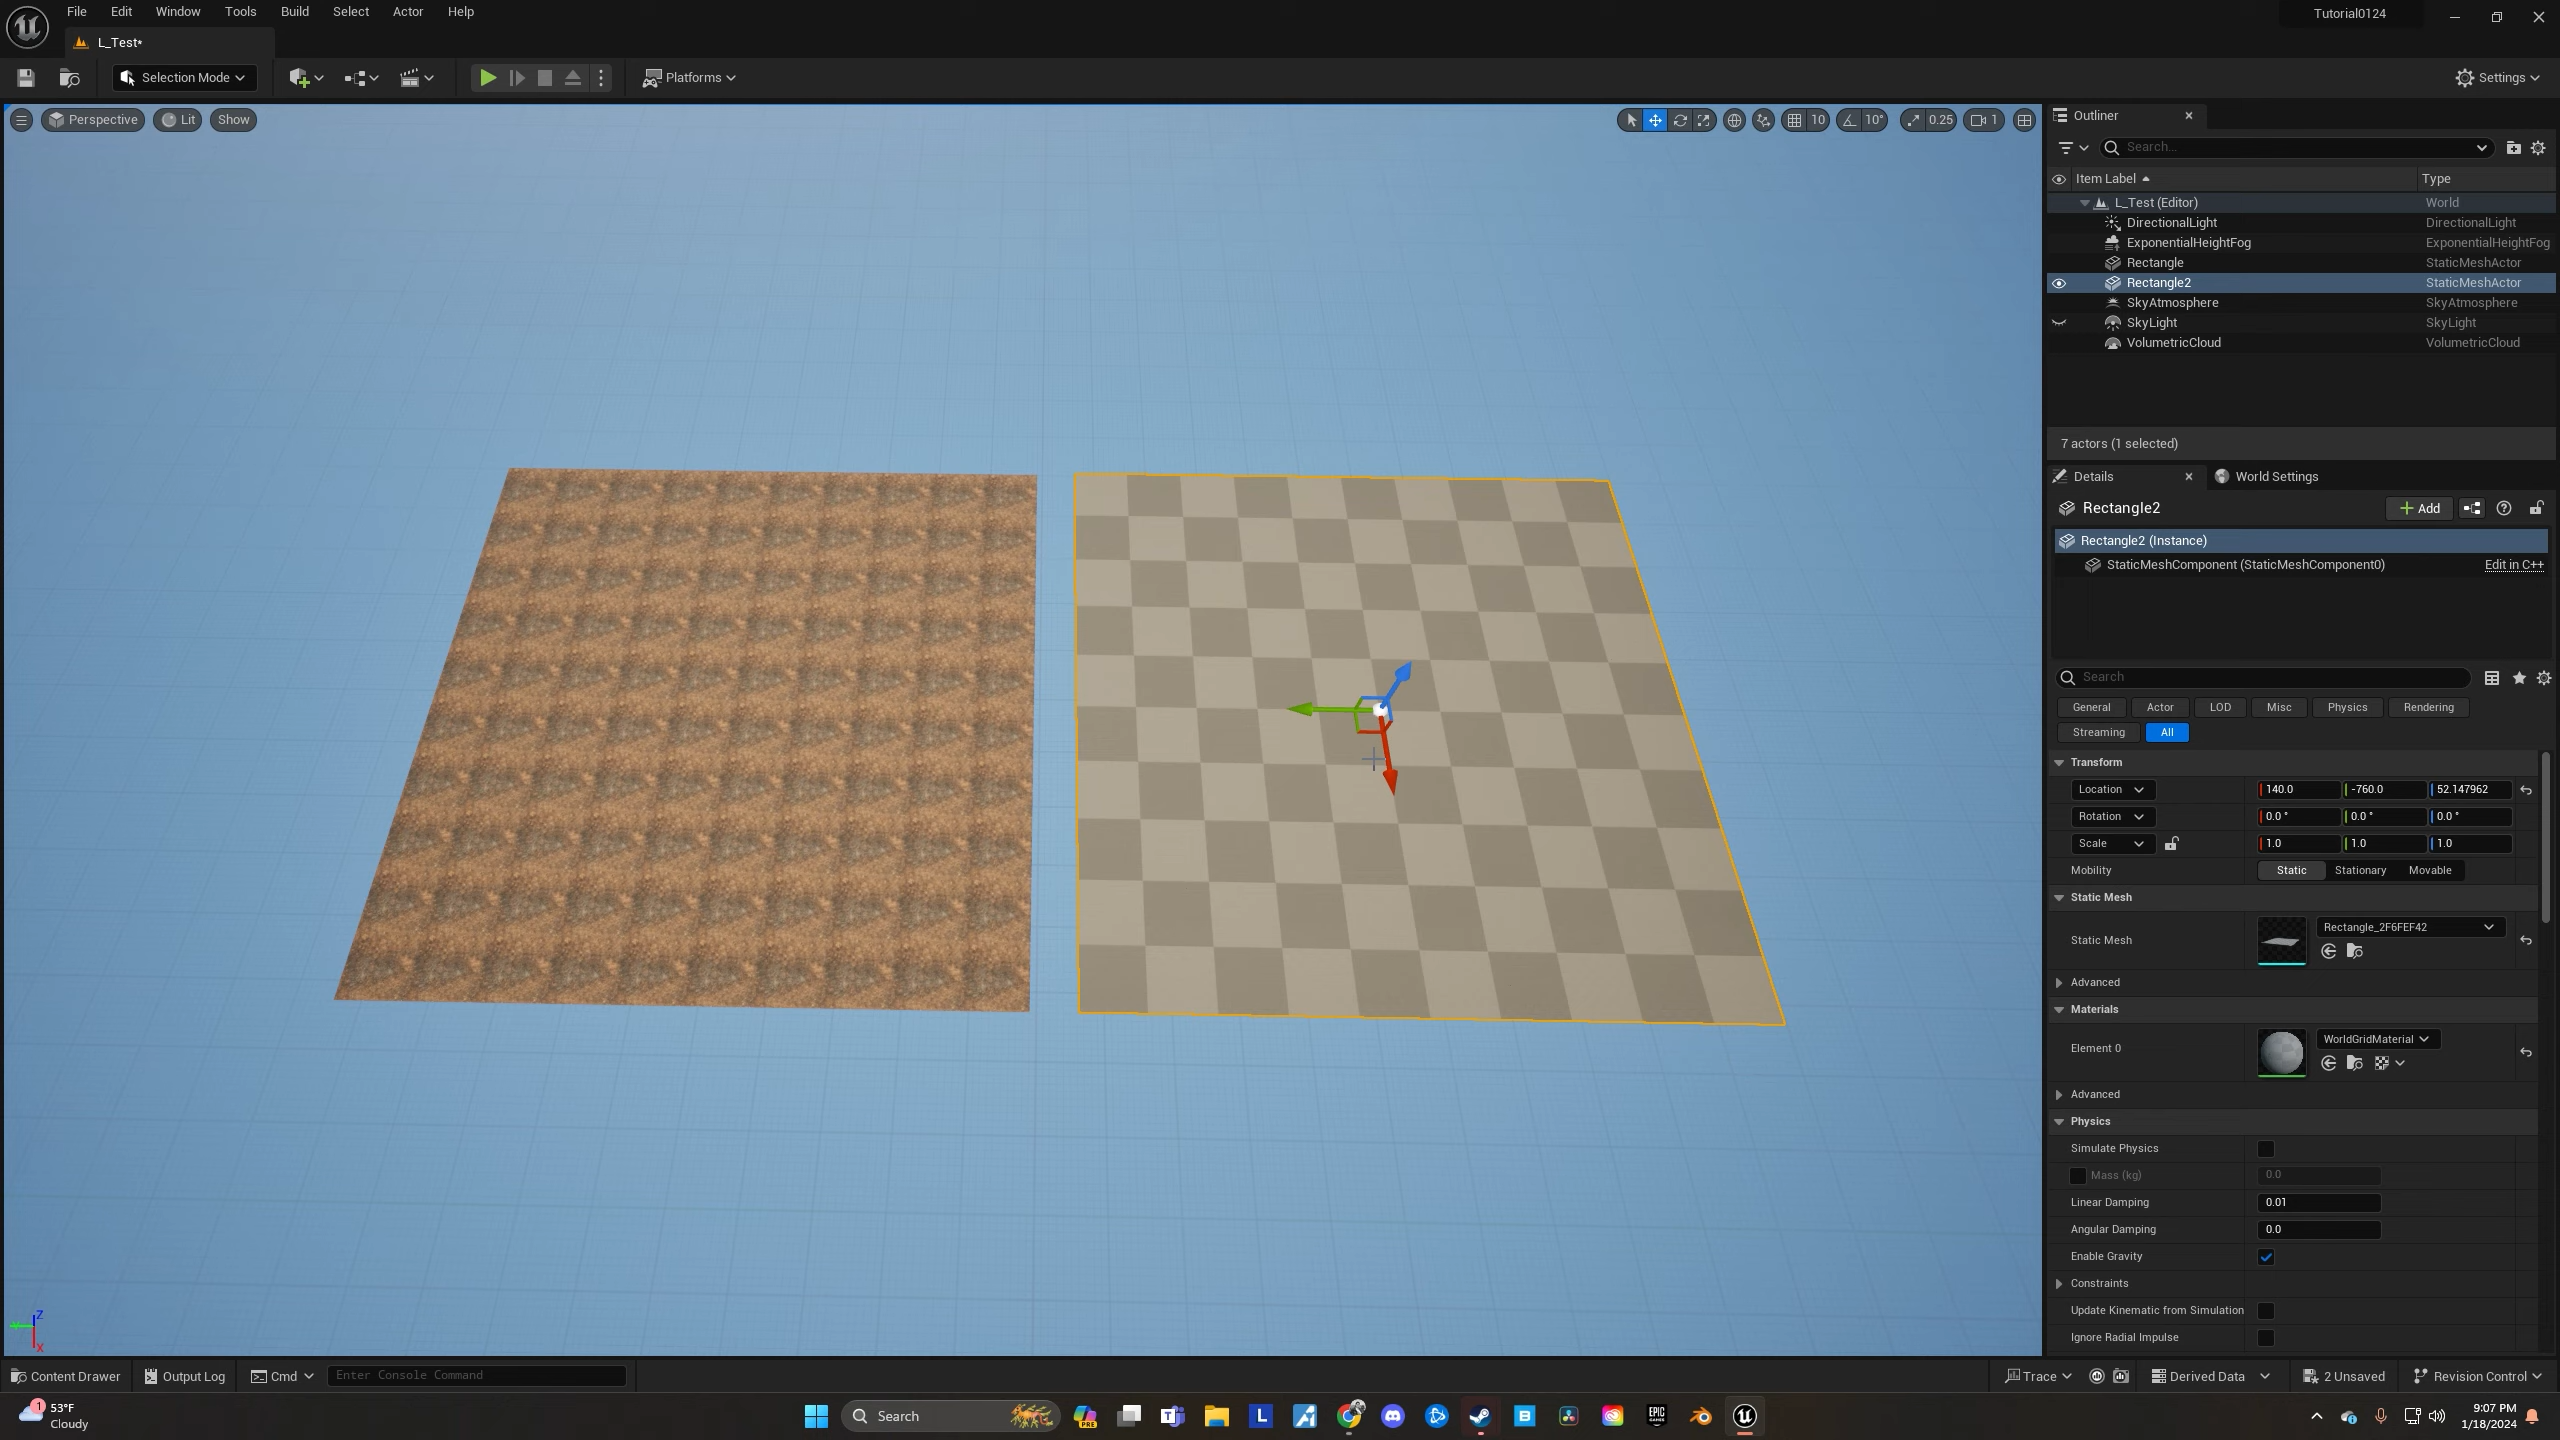 File Edit Window Tools Build Select Actor Help
Tutorial0124
L_Test*
Selection Mode
Platforms
Settings
Perspective Lit Show
10 10° 0.25 1
Outliner
Search...
Item Label Type
L_Test (Editor) World
DirectionalLight DirectionalLight
ExponentialHeightFog ExponentialHeightFog
Rectangle StaticMeshActor
Rectangle2 StaticMeshActor
SkyAtmosphere SkyAtmosphere
SkyLight SkyLight
VolumetricCloud VolumetricCloud
7 actors (1 selected)
Details World Settings
Rectangle2 Add
Rectangle2 (Instance)
StaticMeshComponent (StaticMeshComponent0) Edit in C++
Search
General Actor LOD Misc Physics Rendering
Streaming All
Transform
Location 140.0 -760.0 52.147962
Rotation 0.0 ° 0.0 ° 0.0 °
Scale 1.0 1.0 1.0
Mobility Static Stationary Movable
Static Mesh
Static Mesh Rectangle_2F6FEF42
Advanced
Materials
Element 0 WorldGridMaterial
Advanced
Physics
Simulate Physics
Mass (kg) 0.0
Linear Damping 0.01
Angular Damping 0.0
Enable Gravity
Constraints
Update Kinematic from Simulation
Ignore Radial Impulse
Z
Y
X
Content Drawer Output Log Cmd Enter Console Command
Trace Derived Data 2 Unsaved Revision Control
1 53°F
Cloudy
Search
PRE
L
B
EPIC GAMES
9:07 PM
1/18/2024